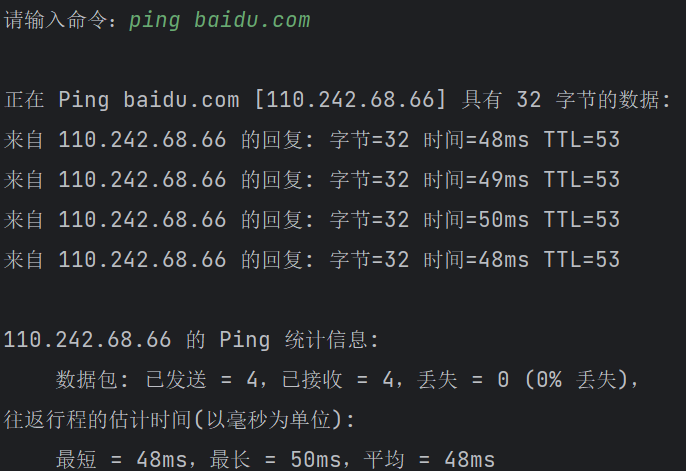 请输入命令：ping baidu.com
正在 Ping baidu.com [110.242.68.66] 具有 32 字节的数据:
来自 110.242.68.66 的回复: 字节=32 时间=48ms TTL=53
来自 110.242.68.66 的回复: 字节=32 时间=49ms TTL=53
来自 110.242.68.66 的回复: 字节=32 时间=50ms TTL=53
来自 110.242.68.66 的回复: 字节=32 时间=48ms TTL=53
110.242.68.66 的 Ping 统计信息:
数据包: 已发送 = 4，已接收 = 4，丢失 = 0 (0% 丢失)，
往返行程的估计时间(以毫秒为单位):
最短 = 48ms，最长 = 50ms，平均 = 48ms